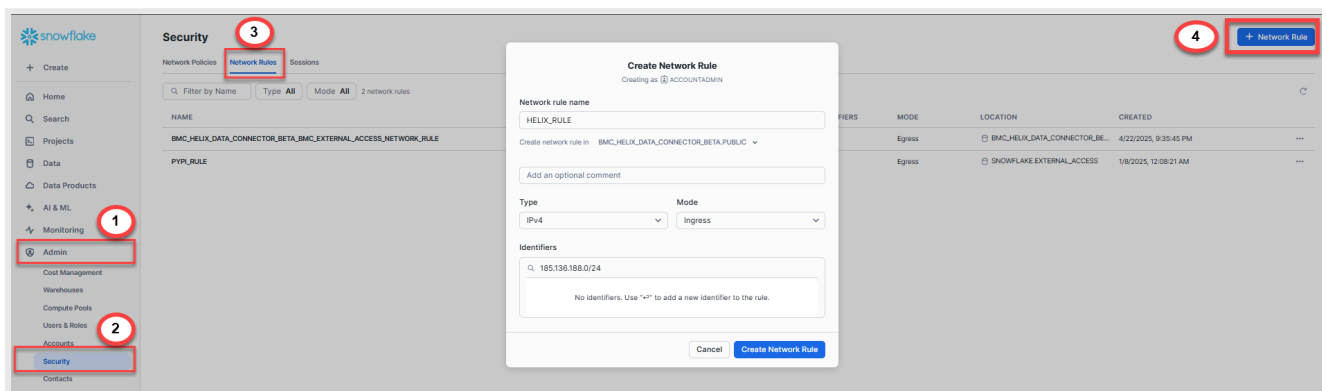 snowflake
+ Create
Home
Search
Projects
Data
Data Products
AI & ML
Monitoring
1
Admin
Cost Management
Warehouses
Compute Pools
Users & Roles
2
Accounts
Security
Contacts
Security
3
Network Policies Network Rules Sessions
Filter by Name Type All Mode All 2 network rules
4
+ Network Rule
NAME FIERS MODE LOCATION CREATED
BMC_HELIX_DATA_CONNECTOR_BETA_BMC_EXTERNAL_ACCESS_NETWORK_RULE Egress BMC_HELIX_DATA_CONNECTOR_BE... 4/22/2025, 9:35:45 PM ...
PYPI_RULE Egress SNOWFLAKE.EXTERNAL_ACCESS 1/8/2025, 12:08:21 AM ...
Create Network Rule
Creating as ACCOUNTADMIN
Network rule name
HELIX_RULE
Create network rule in BMC_HELIX_DATA_CONNECTOR_BETA.PUBLIC
Add an optional comment
Type Mode
IPv4 Ingress
Identifiers
185.136.188.0/24
No identifiers. Use "↵" to add a new identifier to the rule.
Cancel Create Network Rule